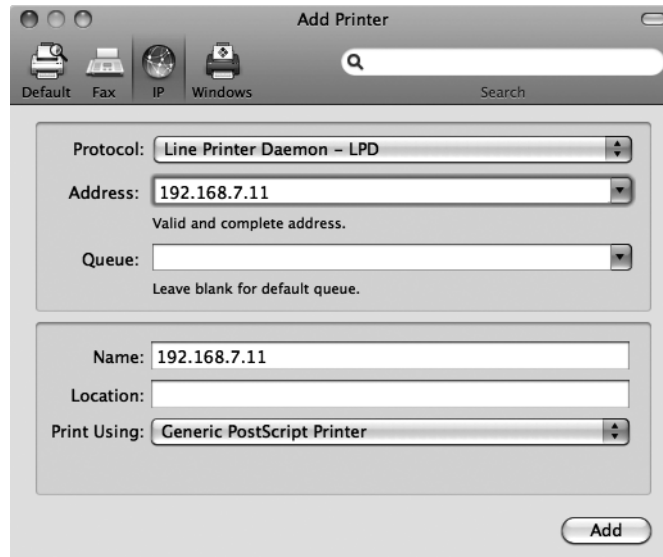 Add Printer
Default Fax IP Windows Search
Protocol: Line Printer Daemon – LPD
Address: 192.168.7.11
Valid and complete address.
Queue:
Leave blank for default queue.
Name: 192.168.7.11
Location:
Print Using: Generic PostScript Printer
Add